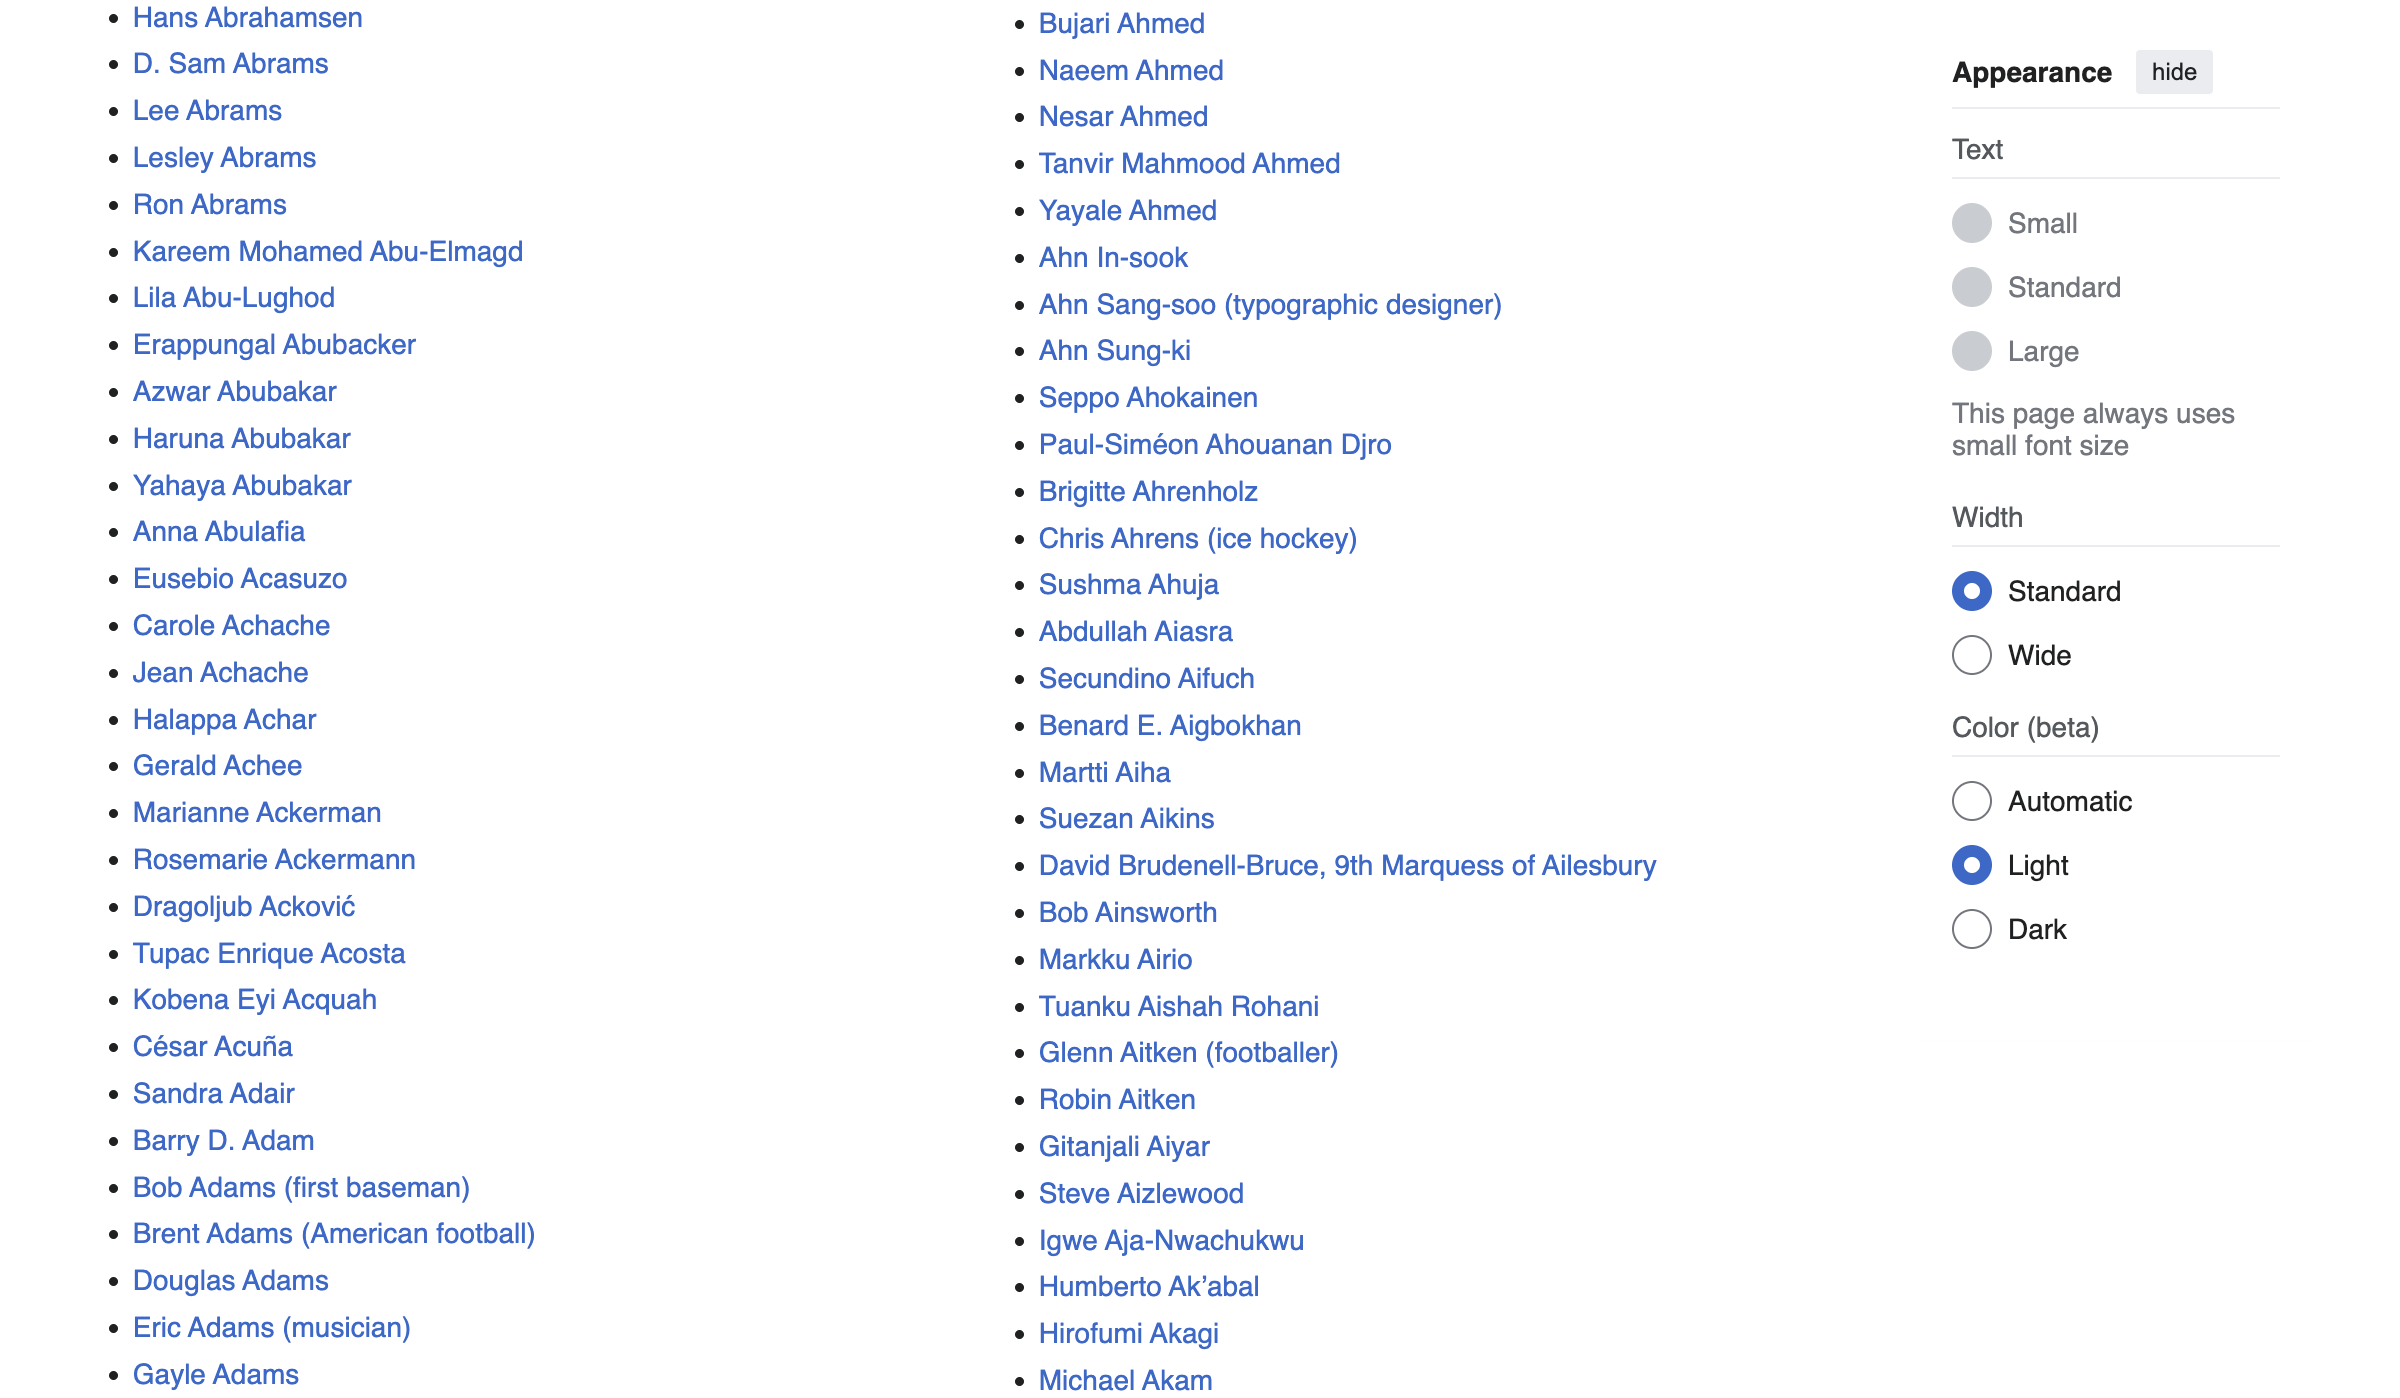 Hans Abrahamsen
D. Sam Abrams
Lee Abrams
Lesley Abrams
Ron Abrams
Kareem Mohamed Abu-Elmagd
Lila Abu-Lughod
Erappungal Abubacker
Azwar Abubakar
Haruna Abubakar
Yahaya Abubakar
Anna Abulafia
Eusebio Acasuzo
Carole Achache
Jean Achache
Halappa Achar
Gerald Achee
Marianne Ackerman
Rosemarie Ackermann
Dragoljub Acković
Tupac Enrique Acosta
Kobena Eyi Acquah
César Acuña
Sandra Adair
Barry D. Adam
Bob Adams (first baseman)
Brent Adams (American football)
Douglas Adams
Eric Adams (musician)
Gayle Adams
Bujari Ahmed
Naeem Ahmed
Nesar Ahmed
Tanvir Mahmood Ahmed
Yayale Ahmed
Ahn In-sook
Ahn Sang-soo (typographic designer)
Ahn Sung-ki
Seppo Ahokainen
Paul-Siméon Ahouanan Djro
Brigitte Ahrenholz
Chris Ahrens (ice hockey)
Sushma Ahuja
Abdullah Aiasra
Secundino Aifuch
Benard E. Aigbokhan
Martti Aiha
Suezan Aikins
David Brudenell-Bruce, 9th Marquess of Ailesbury
Bob Ainsworth
Markku Airio
Tuanku Aishah Rohani
Glenn Aitken (footballer)
Robin Aitken
Gitanjali Aiyar
Steve Aizlewood
Igwe Aja-Nwachukwu
Humberto Ak’abal
Hirofumi Akagi
Michael Akam
Appearance hide
Text
Small
Standard
Large
This page always uses
small font size
Width
Standard
Wide
Color (beta)
Automatic
Light
Dark